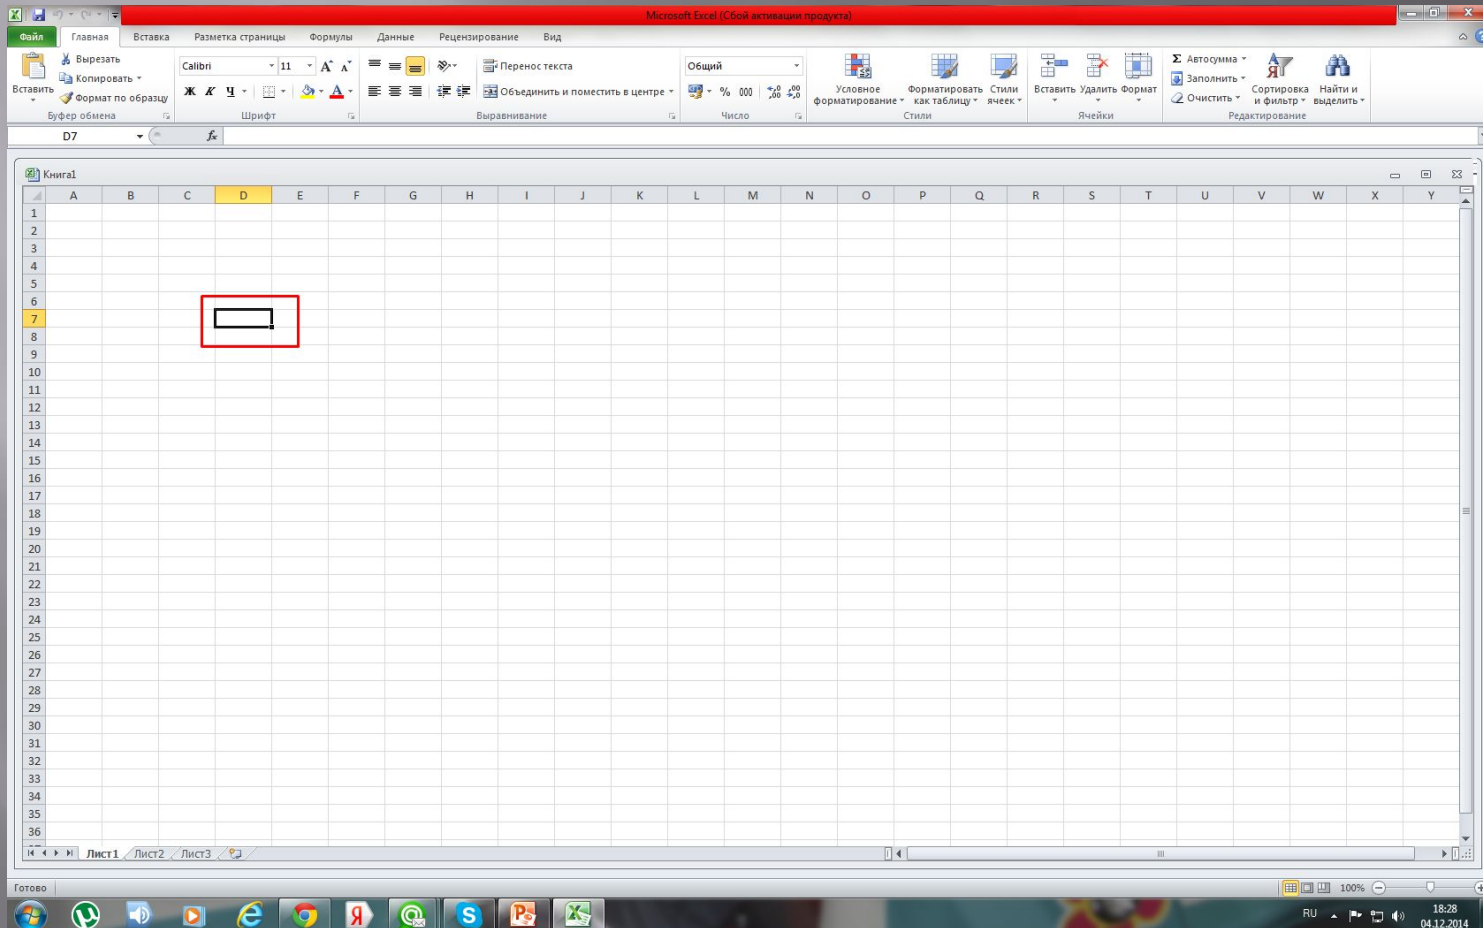 Microsoft Excel (Сбой активации продукта)
Файл Главная Вставка Разметка страницы Формулы Данные Рецензирование Вид
Вставить
Вырезать
Копировать
Формат по образцу
Буфер обмена
Calibri 11
Ж К Ч
Шрифт
Перенос текста
Объединить и поместить в центре
Выравнивание
Общий
% 000
Число
Условное форматирование
Форматировать как таблицу
Стили ячеек
Стили
Вставить Удалить Формат
Ячейки
Σ Автосумма
Заполнить
Очистить
Сортировка и фильтр
Найти и выделить
Редактирование
D7 fx
Книга1
A B C D E F G H I J K L M N O P Q R S T U V W X Y
1
2
3
4
5
6
7
8
9
10
11
12
13
14
15
16
17
18
19
20
21
22
23
24
25
26
27
28
29
30
31
32
33
34
35
36
Лист1 Лист2 Лист3
Готово 100%
RU 18:28
04.12.2014